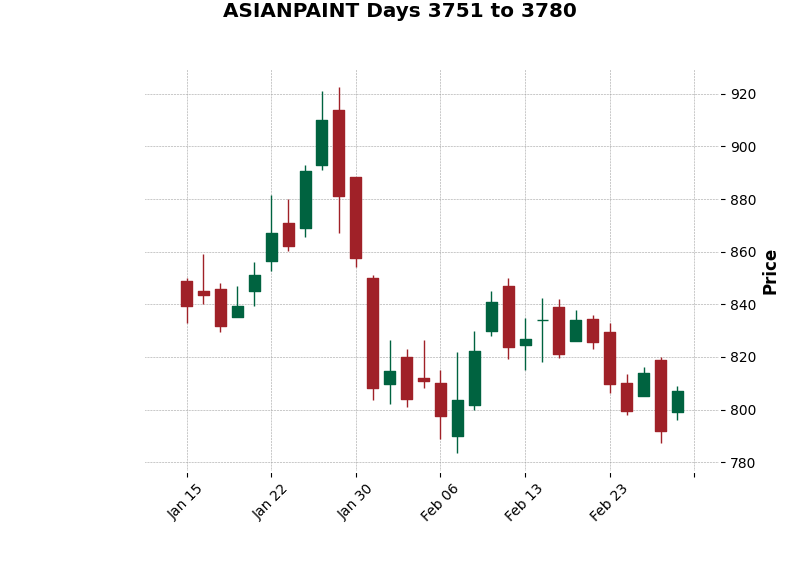 ASIANPAINT Days 3751 to 3780
920
900
880
860
840
820
800
780
Price
Jan 15
Jan 22
Jan 30
Feb 06
Feb 13
Feb 23